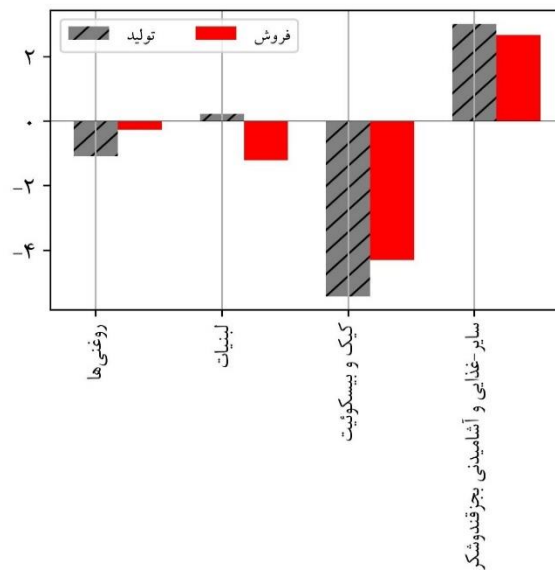 تولید
فروش
۲
۰
-۲
-۴
روغنی‌ها
لبنیات
کیک و بیسکوئیت
سایر-غذایی و آشامیدنی بجزقندوشکر